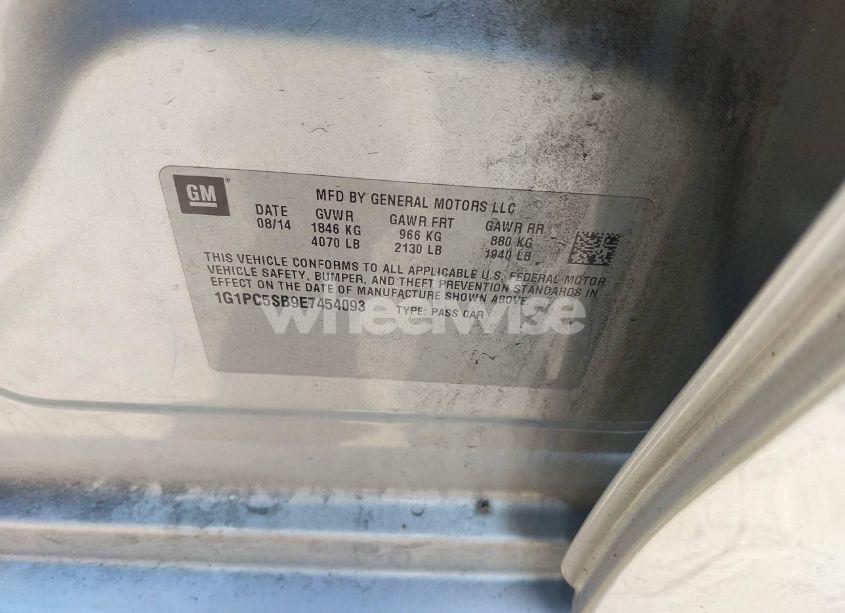 GM
MFD BY GENERAL MOTORS LLC
DATE GVWR GAWR FRT GAWR RR
08/14 1846 KG 966 KG 880 KG
4070 LB 2130 LB 1940 LB
THIS VEHICLE CONFORMS TO ALL APPLICABLE U.S. FEDERAL MOTOR
VEHICLE SAFETY, BUMPER, AND THEFT PREVENTION STANDARDS IN
EFFECT ON THE DATE OF MANUFACTURE SHOWN ABOVE.
1G1PC5SB9E7454093 TYPE: PASS CAR
wheelwise